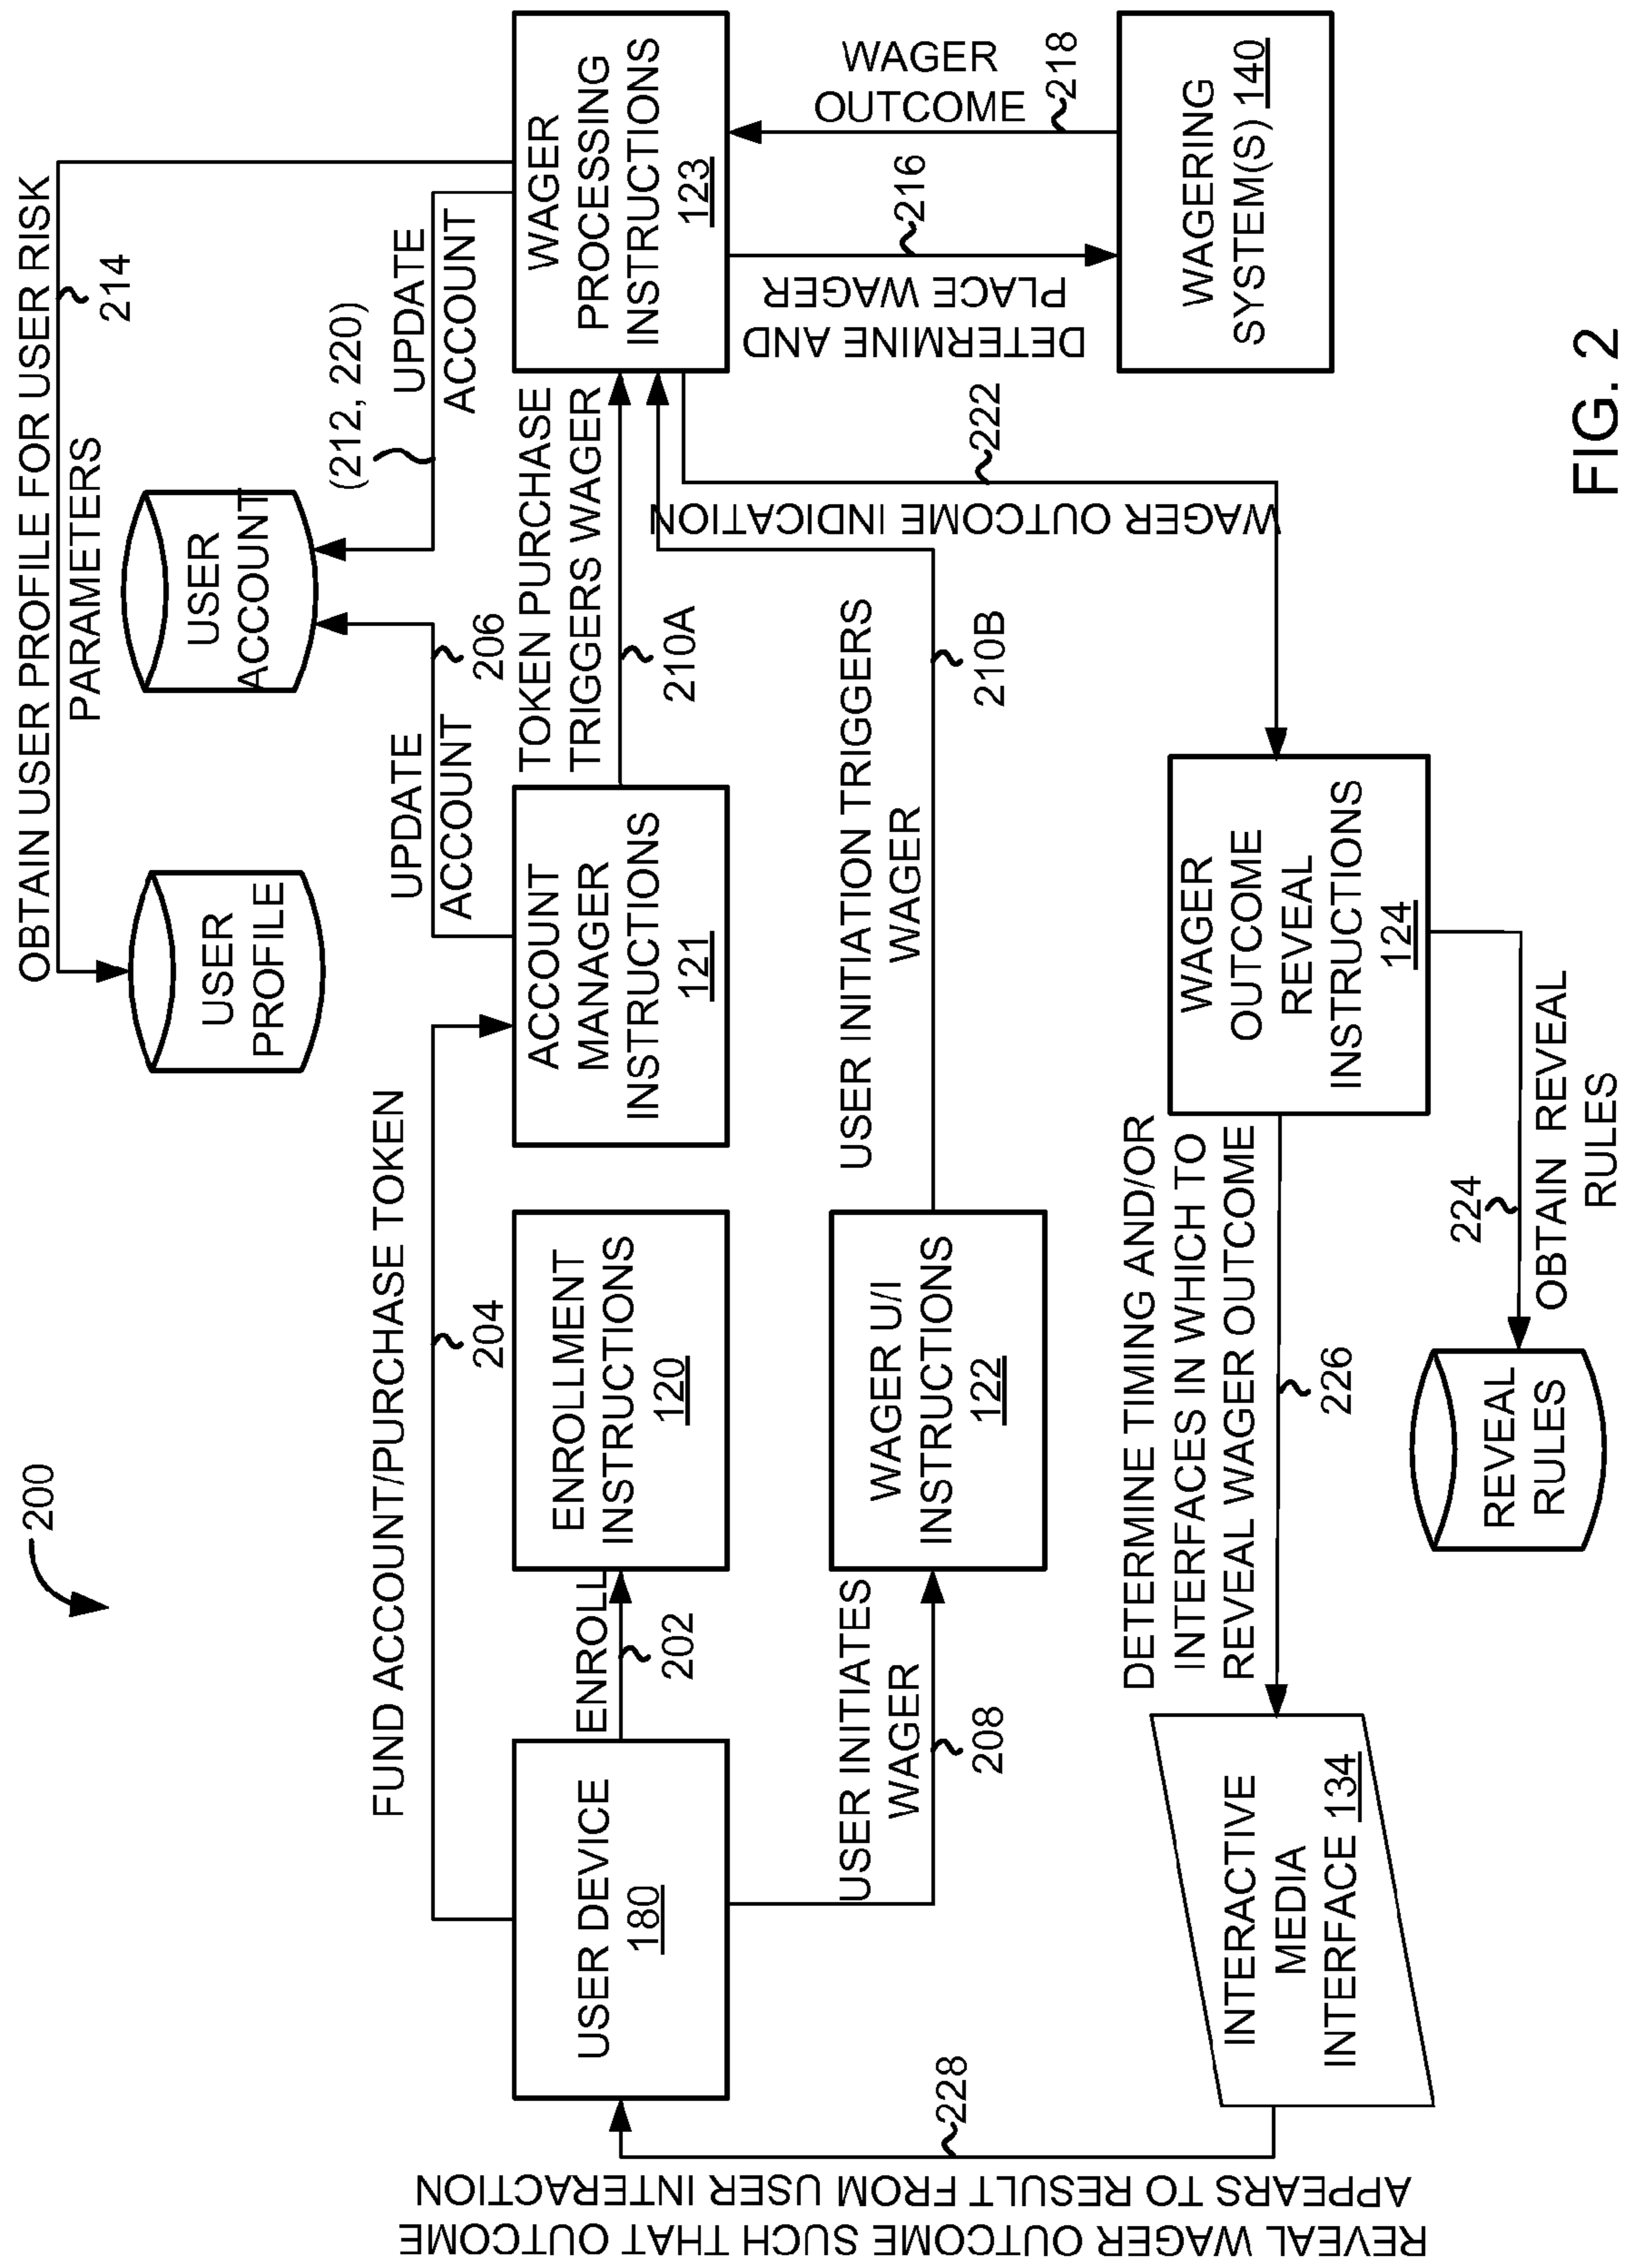 200
OBTAIN USER PROFILE FOR USER RISK
PARAMETERS
214
USER
PROFILE
USER
ACCOUNT
(212, 220)
UPDATE
ACCOUNT
UPDATE
ACCOUNT
206
FUND ACCOUNT/PURCHASE TOKEN
204
USER DEVICE
180
ENROLL
202
ENROLLMENT
INSTRUCTIONS
120
ACCOUNT
MANAGER
INSTRUCTIONS
121
TOKEN PURCHASE
TRIGGERS WAGER
210A
WAGER
PROCESSING
INSTRUCTIONS
123
USER INITIATES
WAGER
208
WAGER U/I
INSTRUCTIONS
122
USER INITIATION TRIGGERS
WAGER
210B
DETERMINE AND
PLACE WAGER
216
WAGER
OUTCOME
218
WAGERING
SYSTEM(S) 140
WAGER OUTCOME INDICATION
222
WAGER
OUTCOME
REVEAL
INSTRUCTIONS
124
DETERMINE TIMING AND/OR
INTERFACES IN WHICH TO
REVEAL WAGER OUTCOME
226
224
OBTAIN REVEAL
RULES
REVEAL
RULES
INTERACTIVE
MEDIA
INTERFACE 134
228
REVEAL WAGER OUTCOME SUCH THAT OUTCOME
APPEARS TO RESULT FROM USER INTERACTION
FIG. 2